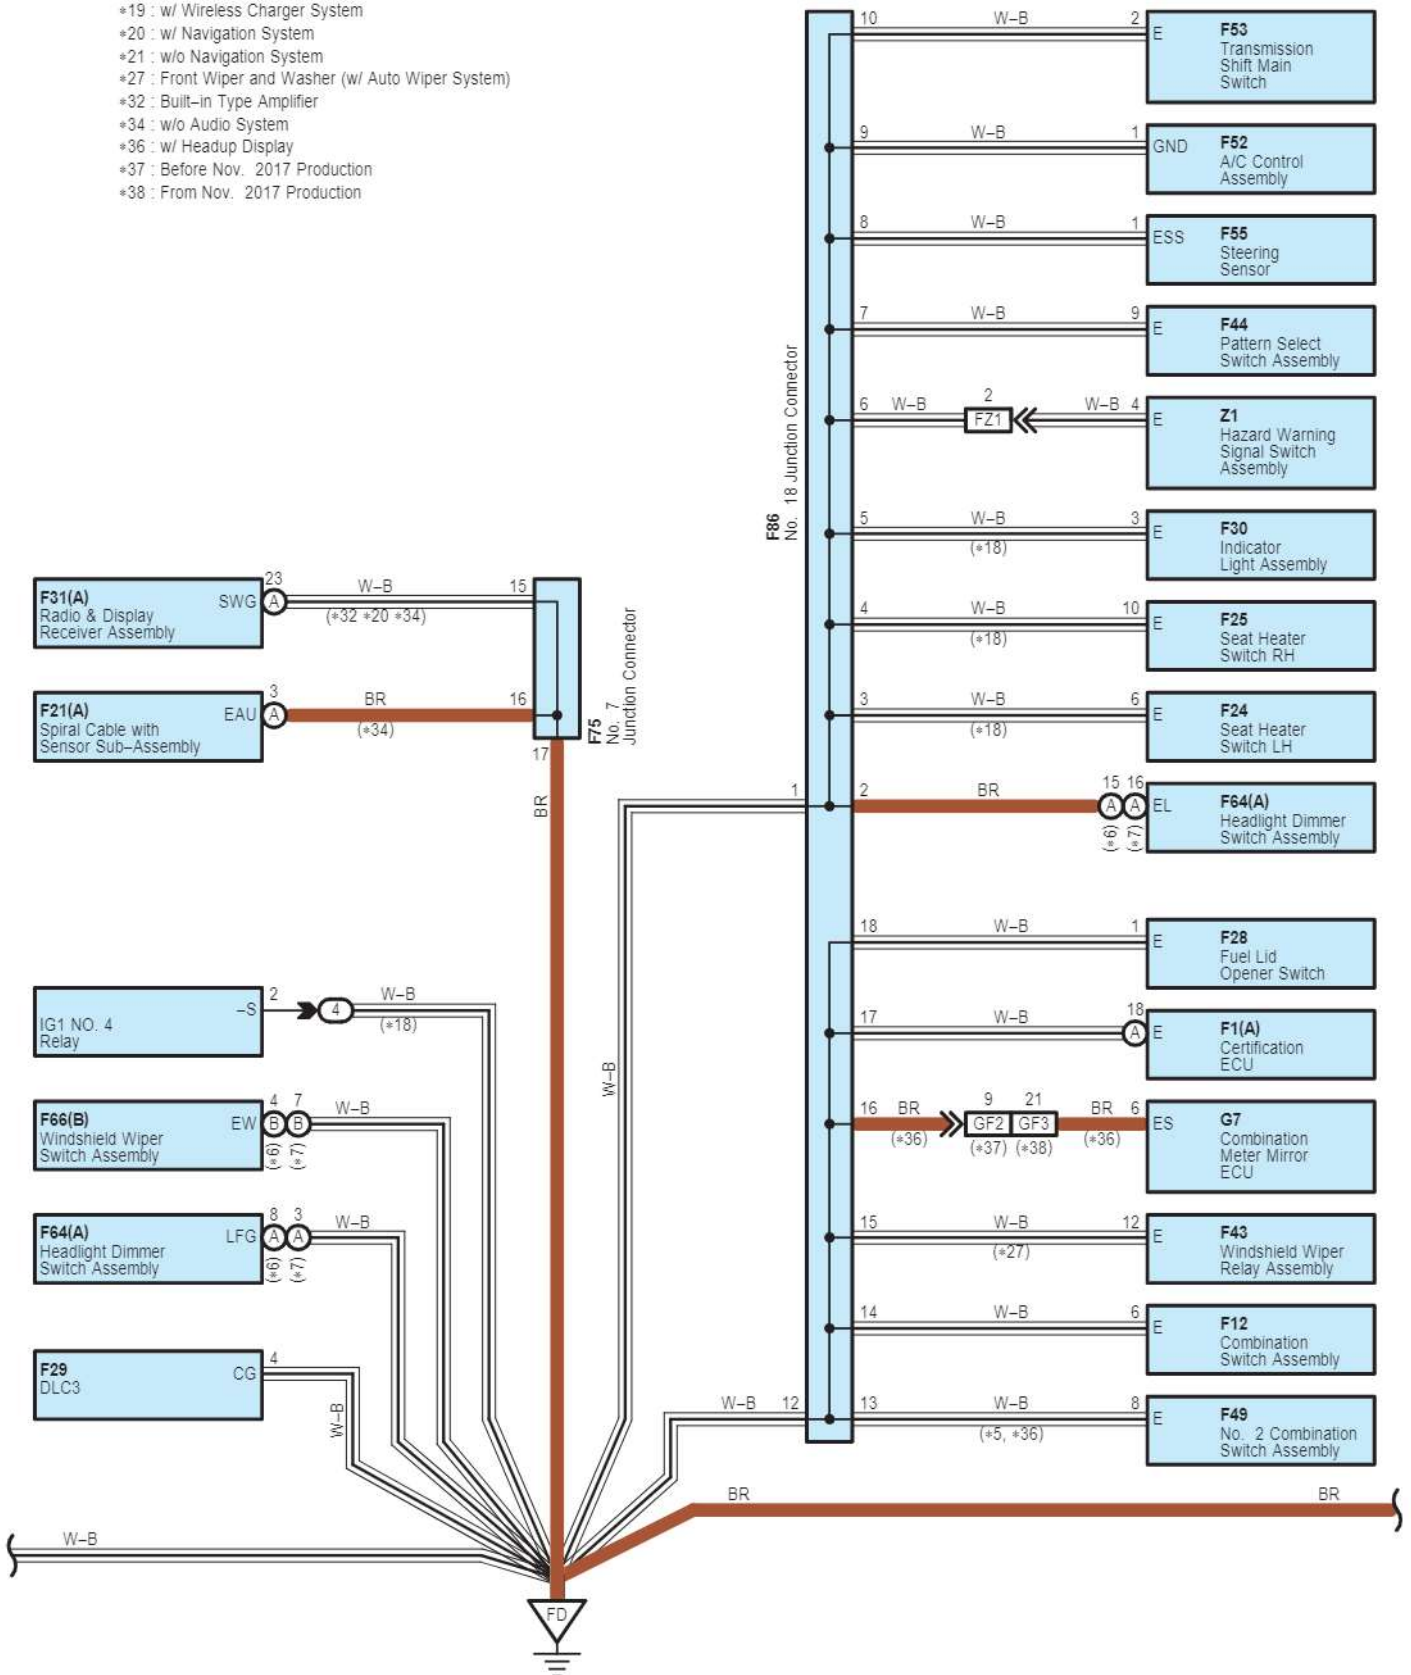 *19 : w/ Wireless Charger System
*20 : w/ Navigation System
*21 : w/o Navigation System
*27 : Front Wiper and Washer (w/ Auto Wiper System)
*32 : Built–in Type Amplifier
*34 : w/o Audio System
*36 : w/ Headup Display
*37 : Before Nov. 2017 Production
*38 : From Nov. 2017 Production
10 W–B 2 E F53
Transmission
Shift Main
Switch
9 W–B 1 GND F52
A/C Control
Assembly
8 W–B 1 ESS F55
Steering
Sensor
7 W–B 9 E F44
Pattern Select
Switch Assembly
6 W–B 2 FZ1 W–B 4 E Z1
Hazard Warning
Signal Switch
Assembly
F86
No. 18 Junction Connector
5 W–B 3 E F30
(*18) Indicator
Light Assembly
4 W–B 10 E F25
(*18) Seat Heater
Switch RH
3 W–B 6 E F24
(*18) Seat Heater
Switch LH
1 2 BR 15 16 A A EL F64(A)
(*6) (*7) Headlight Dimmer
Switch Assembly
F31(A) SWG 23 A W–B 15
Radio & Display (*32 *20 *34)
Receiver Assembly
F21(A) EAU 3 A BR 16
Spiral Cable with (*34)
Sensor Sub–Assembly
F75
No. 7
Junction Connector
17
BR
18 W–B 1 E F28
Fuel Lid
Opener Switch
17 W–B 18 A E F1(A)
Certification
ECU
16 BR 9 21 GF2 GF3 BR 6 ES G7
(*36) (*37) (*38) (*36) Combination
Meter Mirror
ECU
15 W–B 12 E F43
(*27) Windshield Wiper
Relay Assembly
14 W–B 6 E F12
Combination
Switch Assembly
W–B 12 13 W–B 8 E F49
(*5, *36) No. 2 Combination
Switch Assembly
–S 2 4 W–B
IG1 NO. 4 (*18)
Relay
F66(B) EW 4 7 B B W–B
Windshield Wiper (*6) (*7)
Switch Assembly
F64(A) LFG 8 3 A A W–B
Headlight Dimmer (*6) (*7)
Switch Assembly
F29 CG 4
DLC3
W–B
W–B
BR BR
W–B
FD